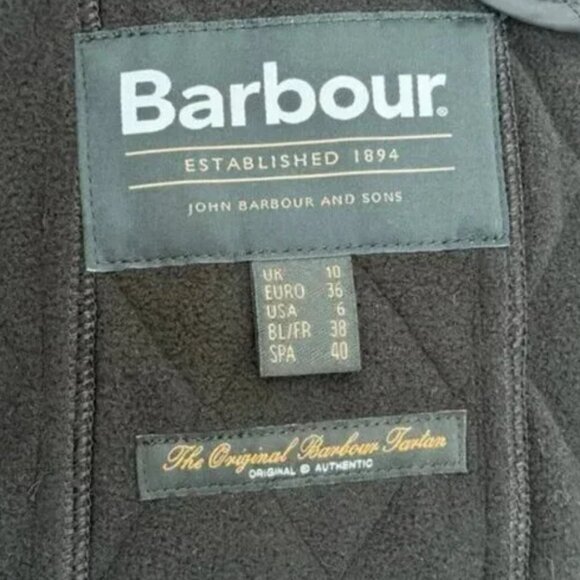 Barbour®
ESTABLISHED 1894
JOHN BARBOUR AND SONS
UK 10
EURO 36
USA 6
BL/FR 38
SPA 40
The Original Barbour Tartan
ORIGINAL © AUTHENTIC